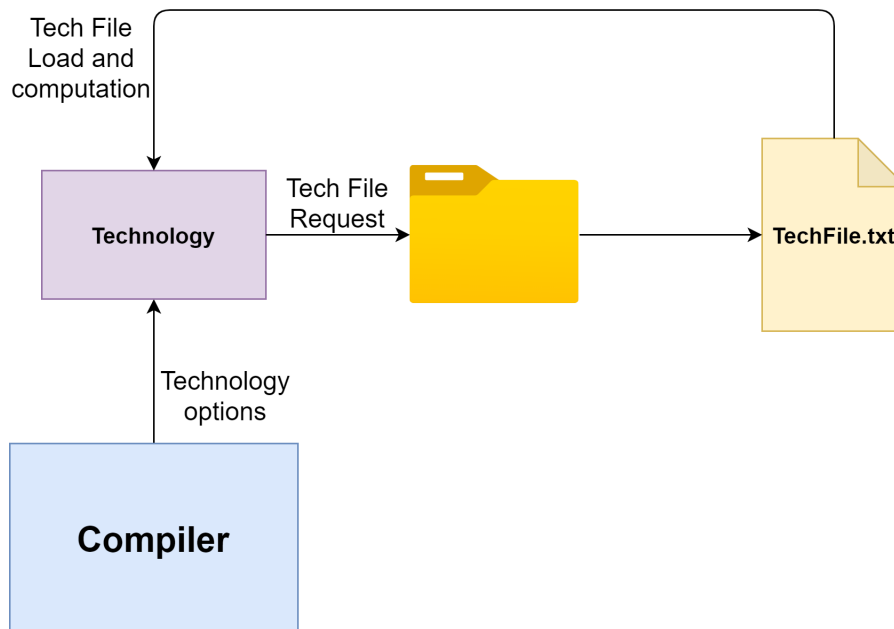 Tech File
Load and
computation
Technology
Tech File
Request
TechFile.txt
Technology
options
Compiler